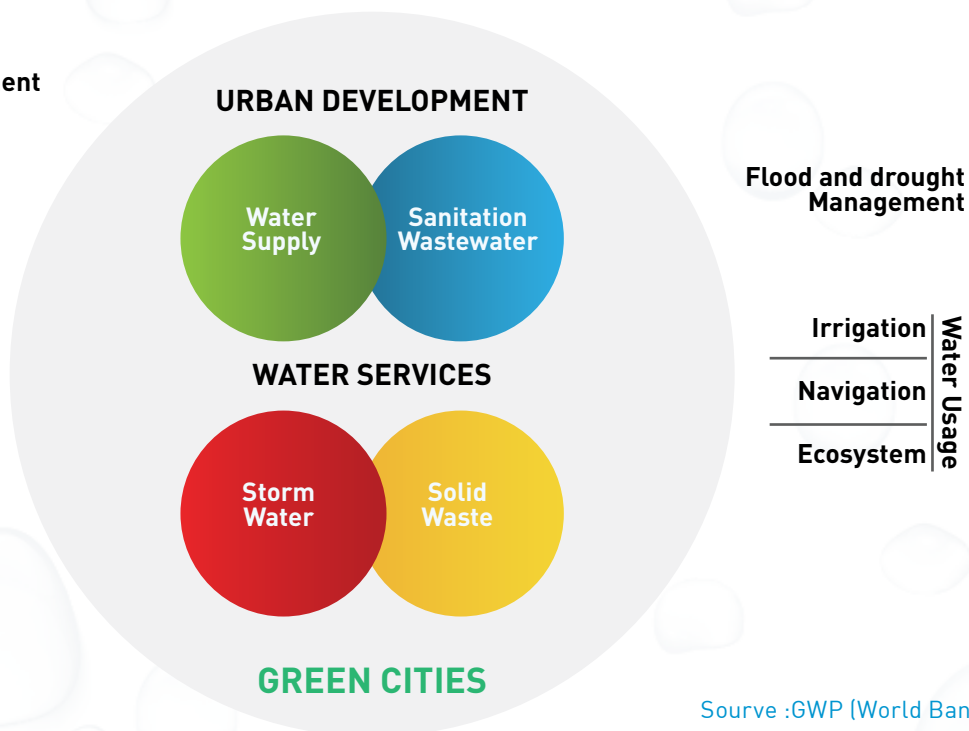 ent
URBAN DEVELOPMENT
Water
Supply
Sanitation
Wastewater
WATER SERVICES
Storm
Water
Solid
Waste
GREEN CITIES
Flood and drought
Management
Irrigation
Navigation
Ecosystem
Water Usage
Sourve :GWP (World Ban